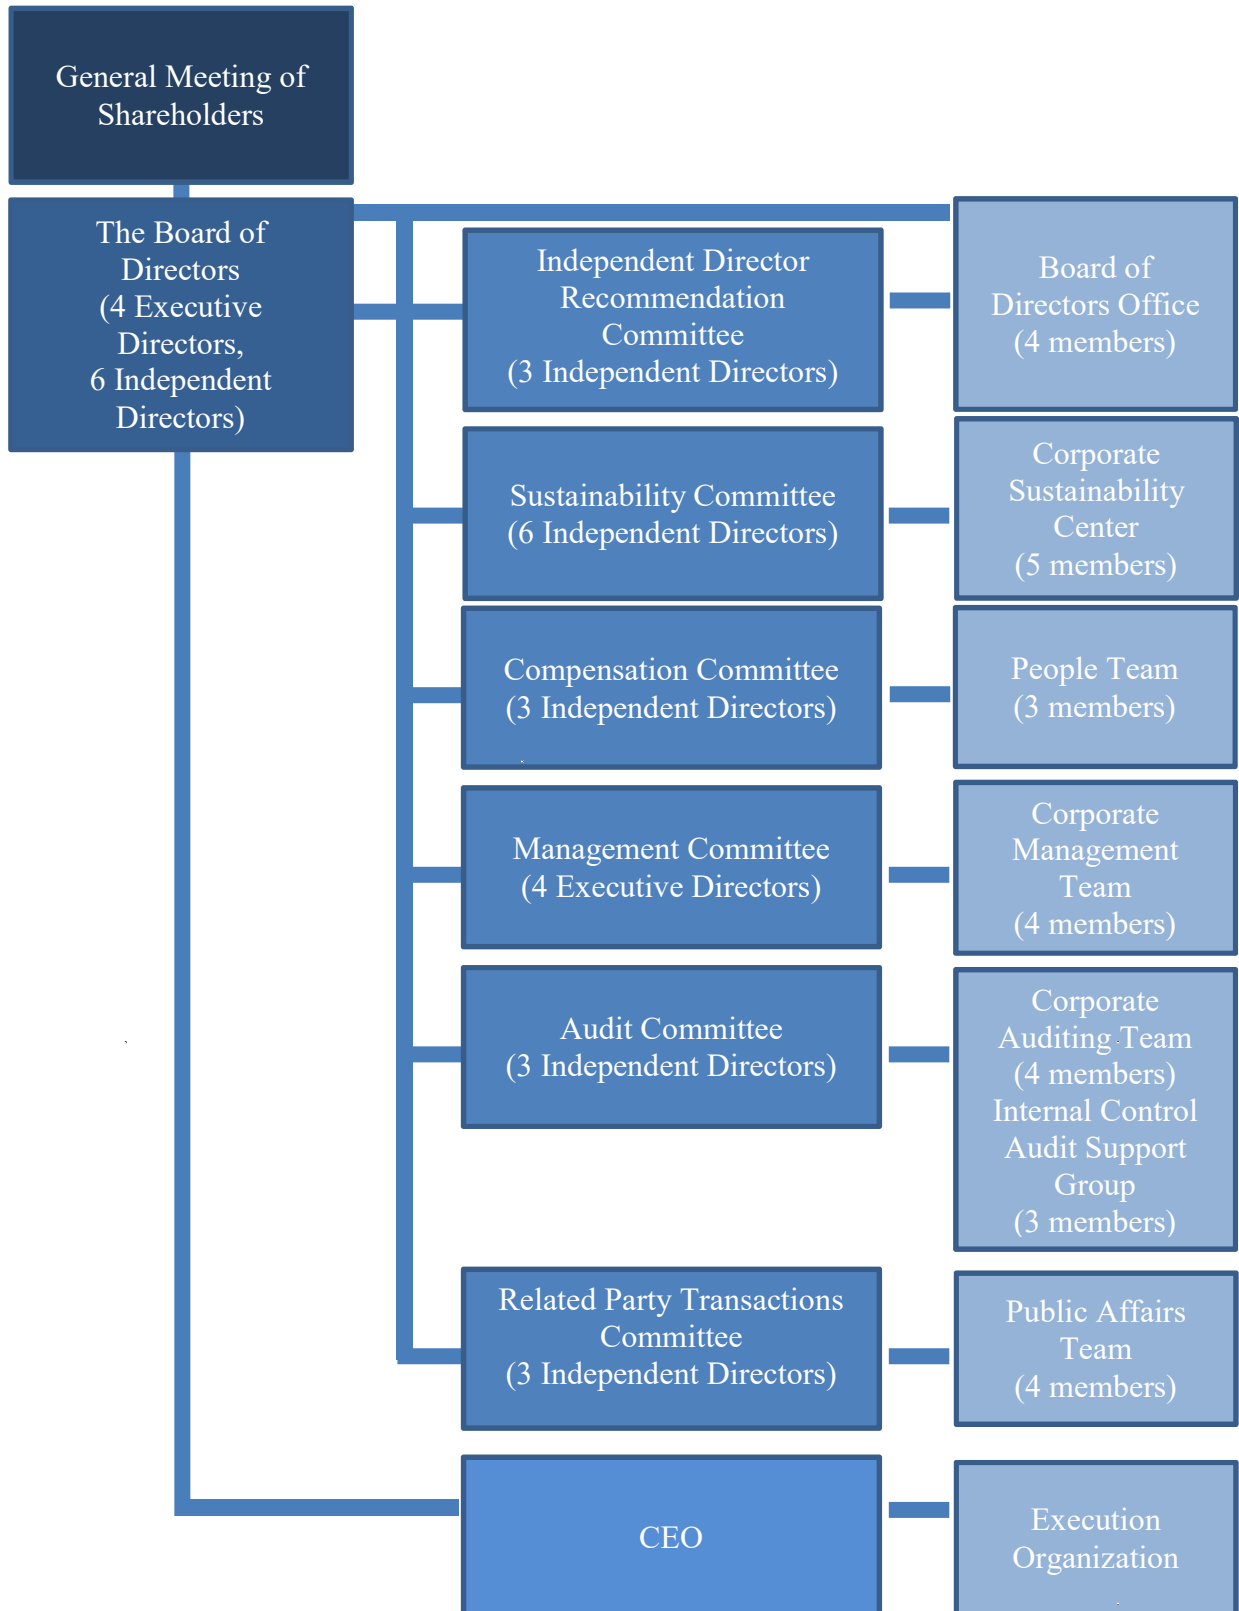 General Meeting of
Shareholders
The Board of
Directors
(4 Executive
Directors,
6 Independent
Directors)
Independent Director
Recommendation
Committee
(3 Independent Directors)
Board of
Directors Office
(4 members)
Sustainability Committee
(6 Independent Directors)
Corporate
Sustainability
Center
(5 members)
Compensation Committee
(3 Independent Directors)
People Team
(3 members)
Management Committee
(4 Executive Directors)
Corporate
Management
Team
(4 members)
Audit Committee
(3 Independent Directors)
Corporate
Auditing Team
(4 members)
Internal Control
Audit Support
Group
(3 members)
Related Party Transactions
Committee
(3 Independent Directors)
Public Affairs
Team
(4 members)
CEO
Execution
Organization